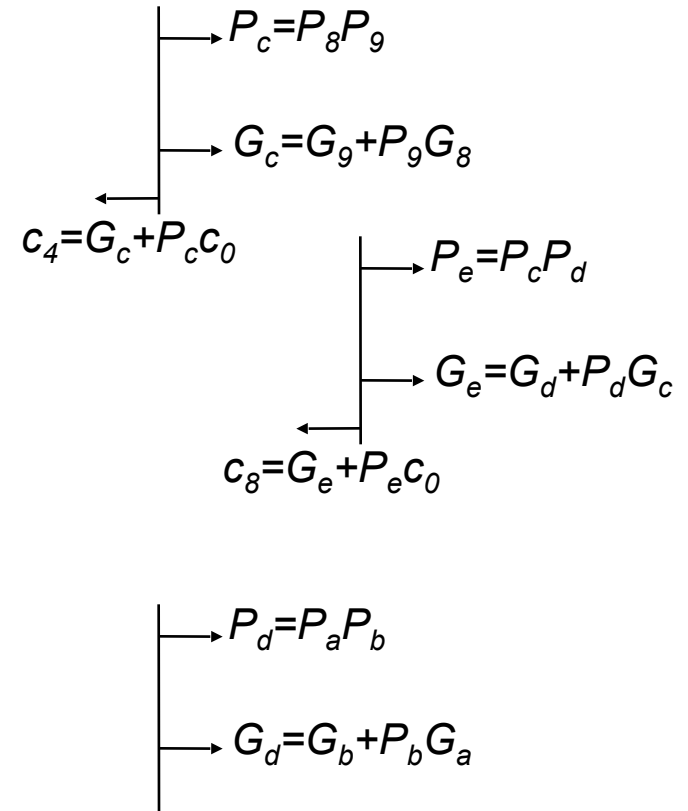 P_c=P_8P_9
G_c=G_9+P_9G_8
c_4=G_c+P_cc_0
P_e=P_cP_d
G_e=G_d+P_dG_c
c_8=G_e+P_ec_0
P_d=P_aP_b
G_d=G_b+P_bG_a